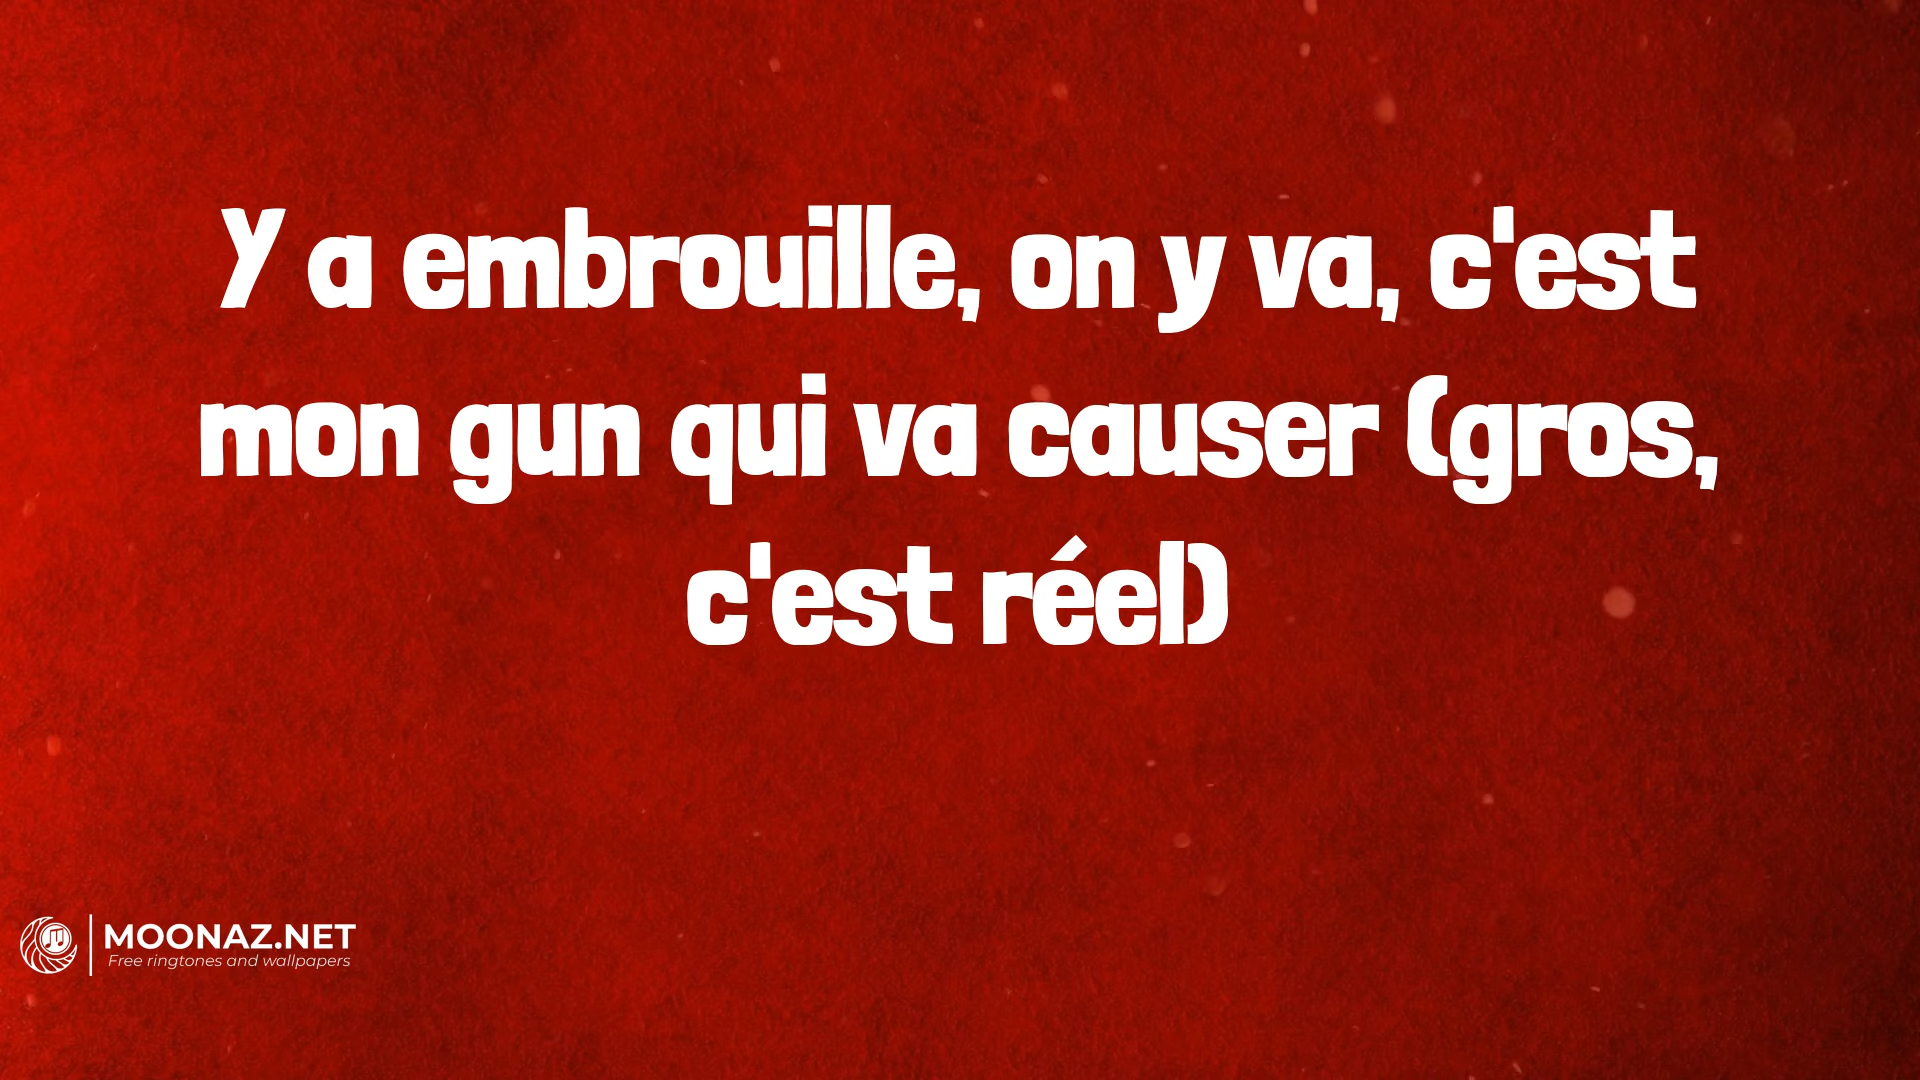 Y a embrouille, on y va, c'est
mon gun qui va causer (gros,
c'est réel)
MOONAZ.NET
Free ringtones and wallpapers